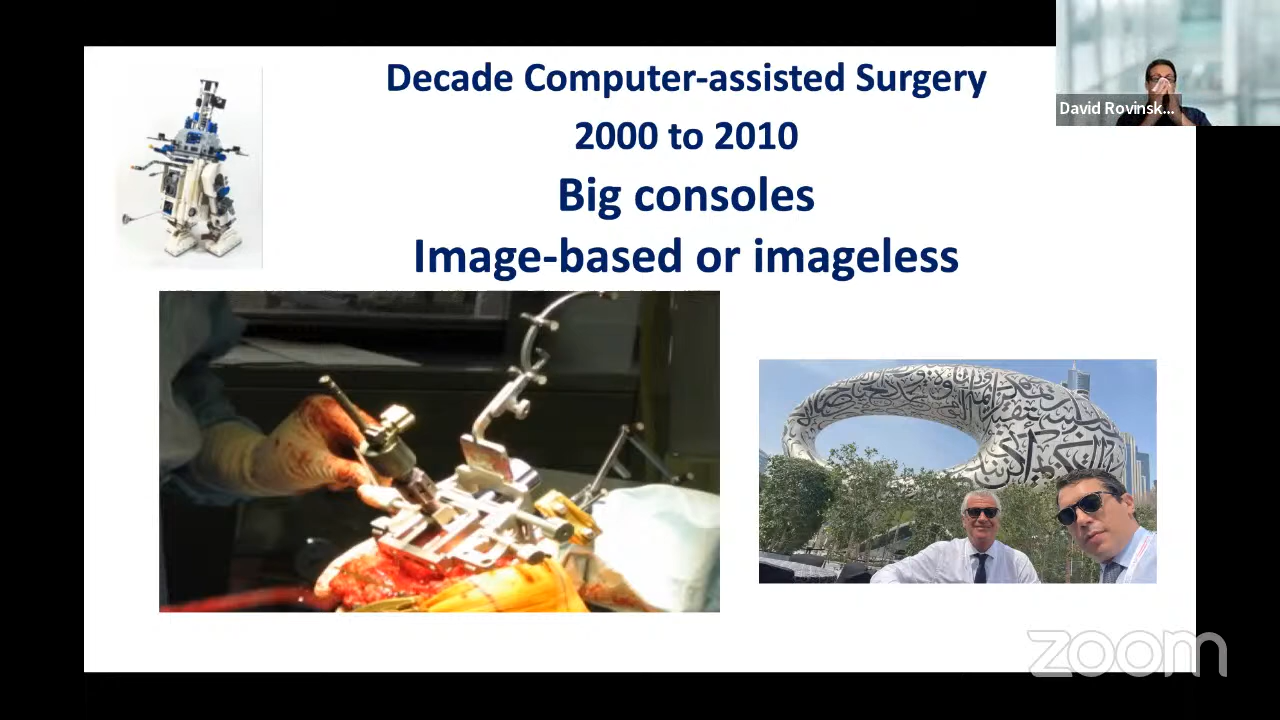 Decade Computer-assisted Surgery
2000 to 2010
Big consoles
Image-based or imageless
David Rovinsk...
zoom